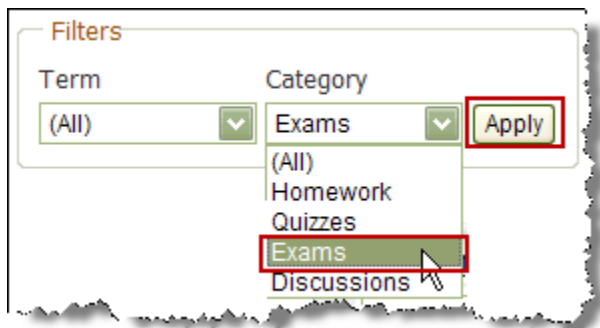 Filters
Term Category
(All) Exams Apply
(All)
Homework
Quizzes
Exams
Discussions